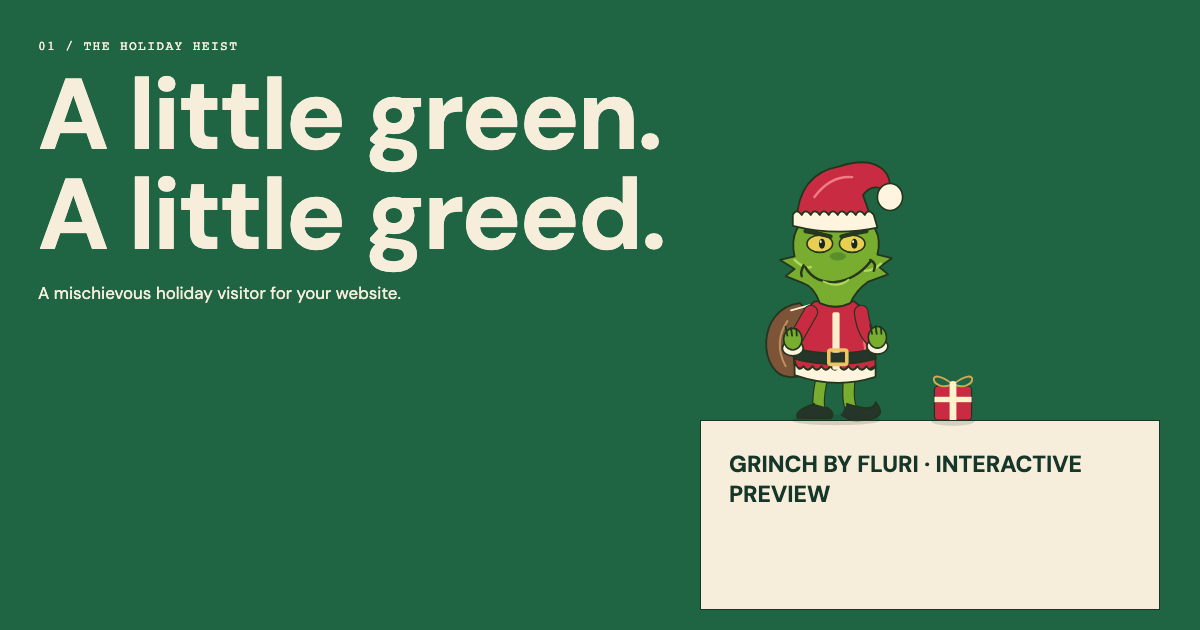 01 / THE HOLIDAY HEIST
A little green.
A little greed.
A mischievous holiday visitor for your website.
GRINCH BY FLURI · INTERACTIVE
PREVIEW